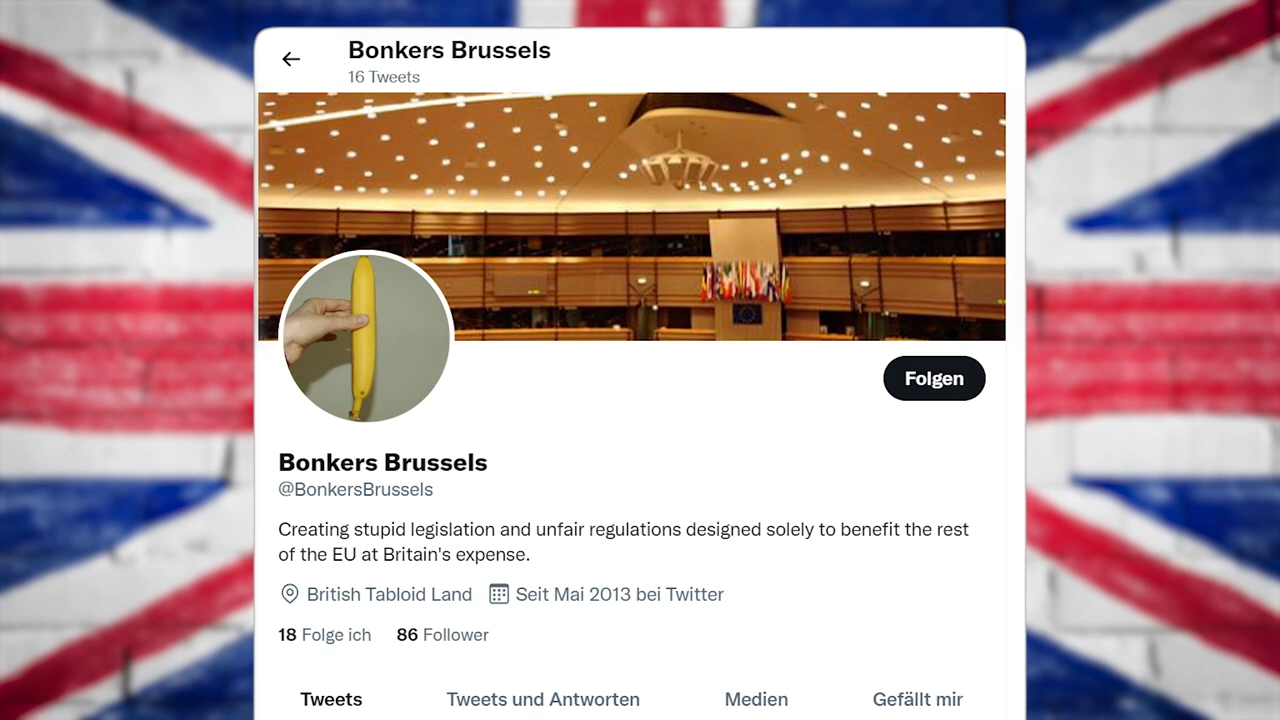 Bonkers Brussels
16 Tweets
Folgen
Bonkers Brussels
@BonkersBrussels
Creating stupid legislation and unfair regulations designed solely to benefit the rest
of the EU at Britain's expense.
British Tabloid Land Seit Mai 2013 bei Twitter
18 Folge ich 86 Follower
Tweets Tweets und Antworten Medien Gefällt mir